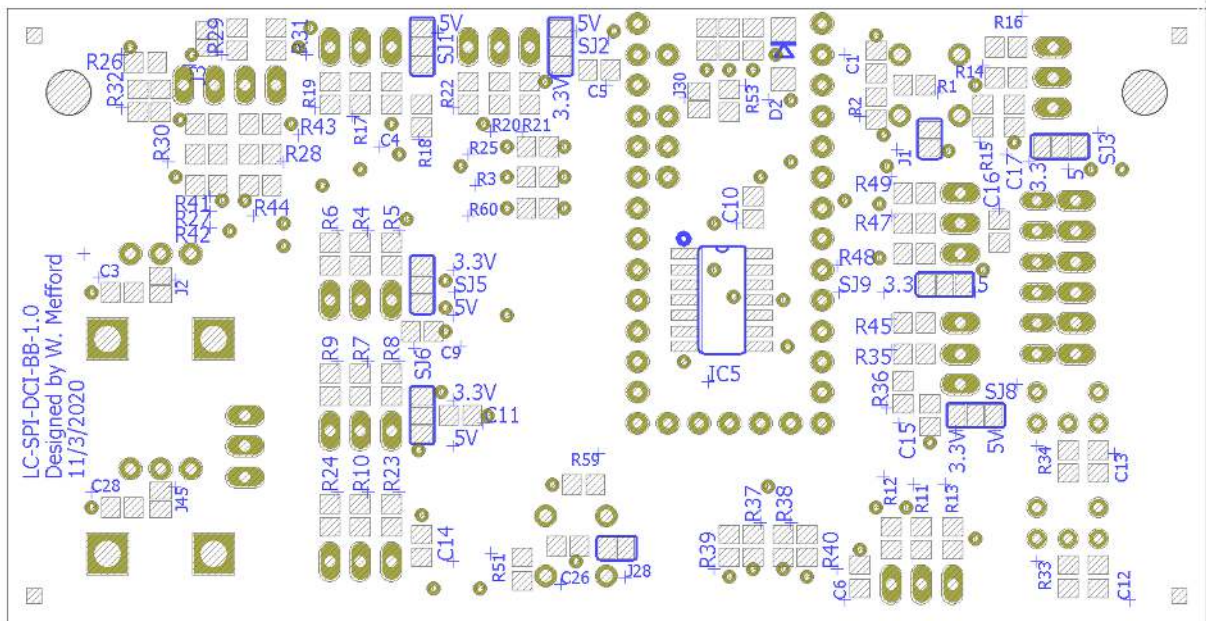 R29
R31
5V
SJ1
5V
SJ2
R16
R26
R32
J3
R19
R17
R18
R22
3.3V
C5
J30
R53
D2
C1
R2
R1
R14
R15
C17
SJ3
3.3
5
R30
R43
R28
C4
R20
R21
R25
R3
R60
J1
C16
R41
R27
R42
R44
C10
R49
R47
R48
R6
R4
R5
C3
J2
3.3V
SJ5
5V
SJ9
3.3
5
LC-SPI-DCI-BB-1.0
Designed by W. Mefford
11/3/2020
R9
R7
R8
SJ6
C9
IC5
R45
R35
R36
3.3V
5V
C11
C15
SJ8
3.3V
5V
R24
R10
R23
R59
R34
C13
C28
J45
C14
R51
C26
J28
R39
R37
R38
R40
R12
R11
R13
C6
R33
C12